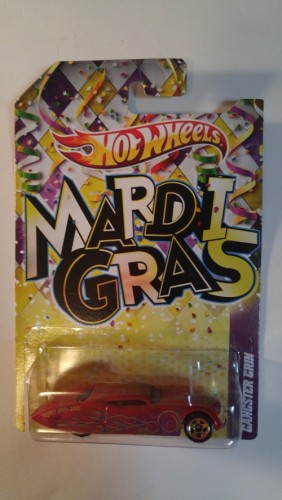 HOT WHEELS
MARDI
GRAS
GANGSTER GRIN